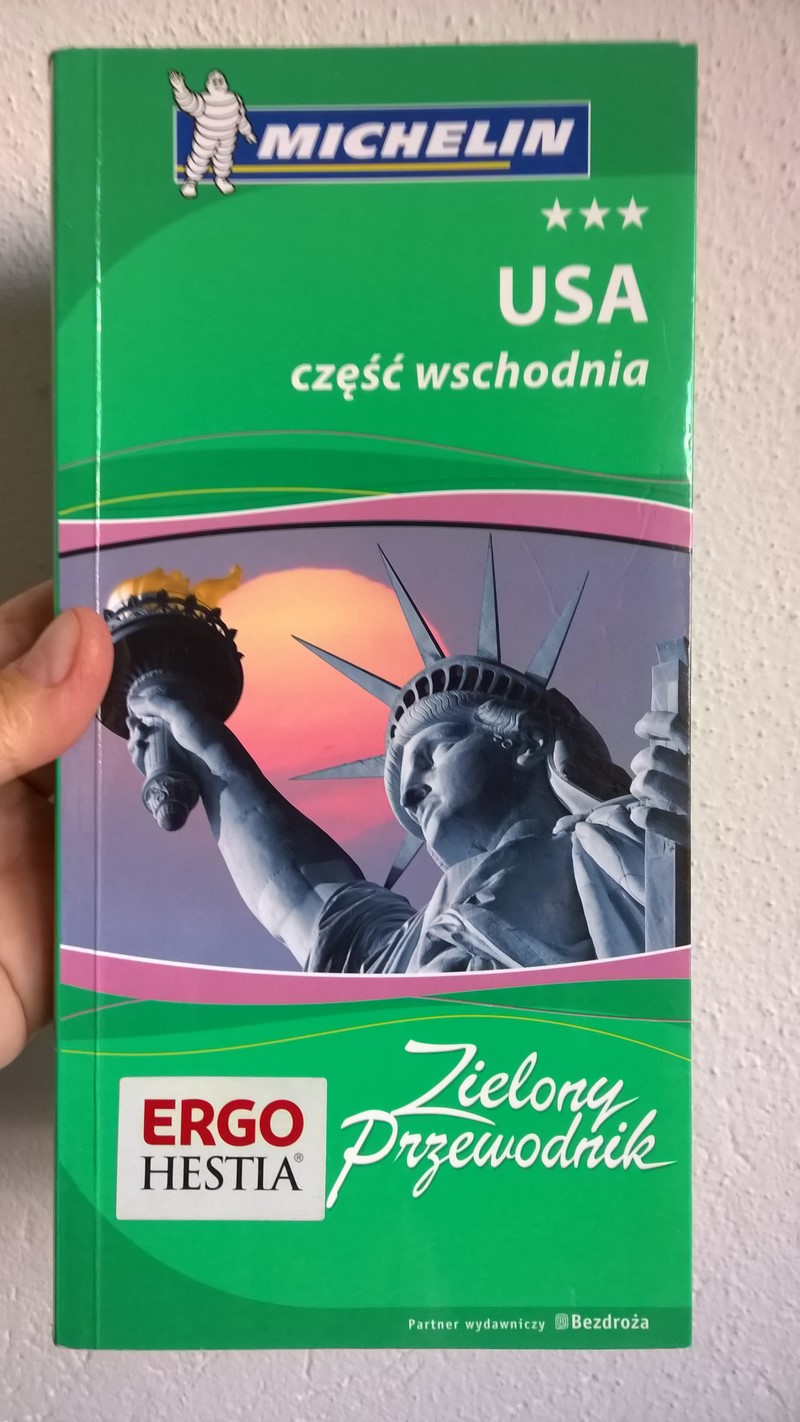 MICHELIN
USA
część wschodnia
ERGO
HESTIA®
Zielony
Przewodnik
Partner wydawniczy Bezdroża